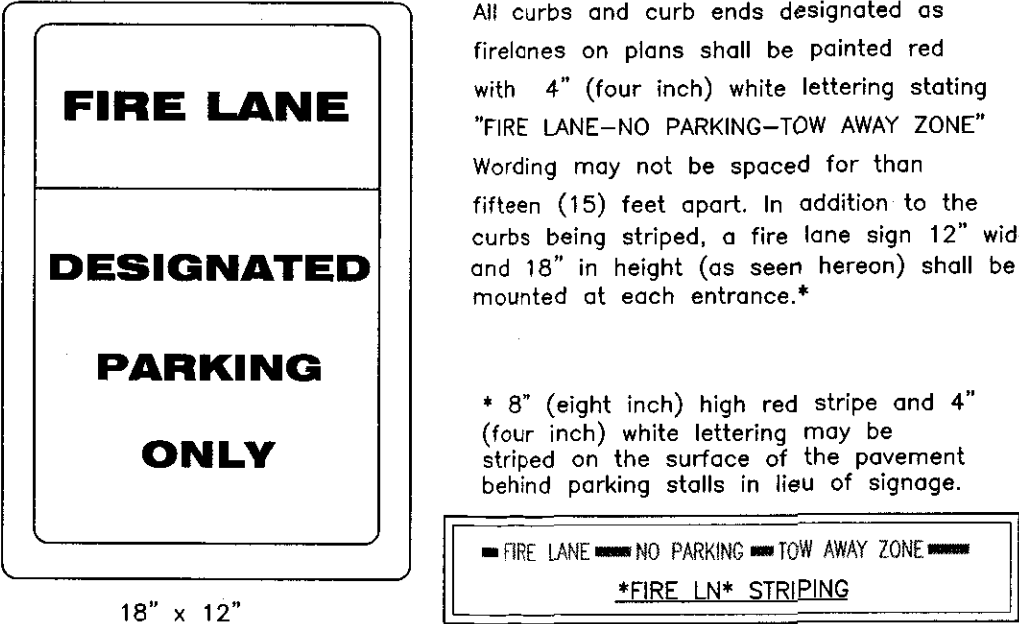 FIRE LANE
DESIGNATED
PARKING
ONLY
18" x 12"
All curbs and curb ends designated as
firelanes on plans shall be painted red
with 4" (four inch) white lettering stating
"FIRE LANE–NO PARKING–TOW AWAY ZONE"
Wording may not be spaced for than
fifteen (15) feet apart. In addition to the
curbs being striped, a fire lane sign 12" wid
and 18" in height (as seen hereon) shall be
mounted at each entrance.*
* 8" (eight inch) high red stripe and 4"
(four inch) white lettering may be
striped on the surface of the pavement
behind parking stalls in lieu of signage.
FIRE LANE NO PARKING TOW AWAY ZONE
*FIRE LN* STRIPING